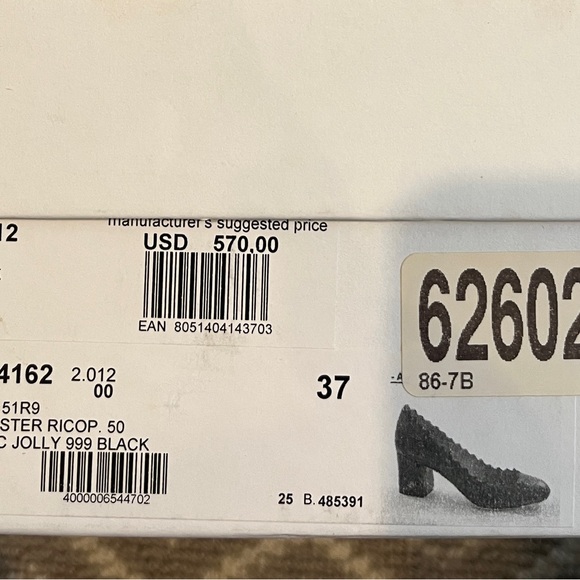 12
manufacturer's suggested price
USD 570.00
EAN 8051404143703
62602
86-7B
4162 2.012
00
37
51R9
STER RICOP. 50
C JOLLY 999 BLACK
4000006544702
25 B. 485391